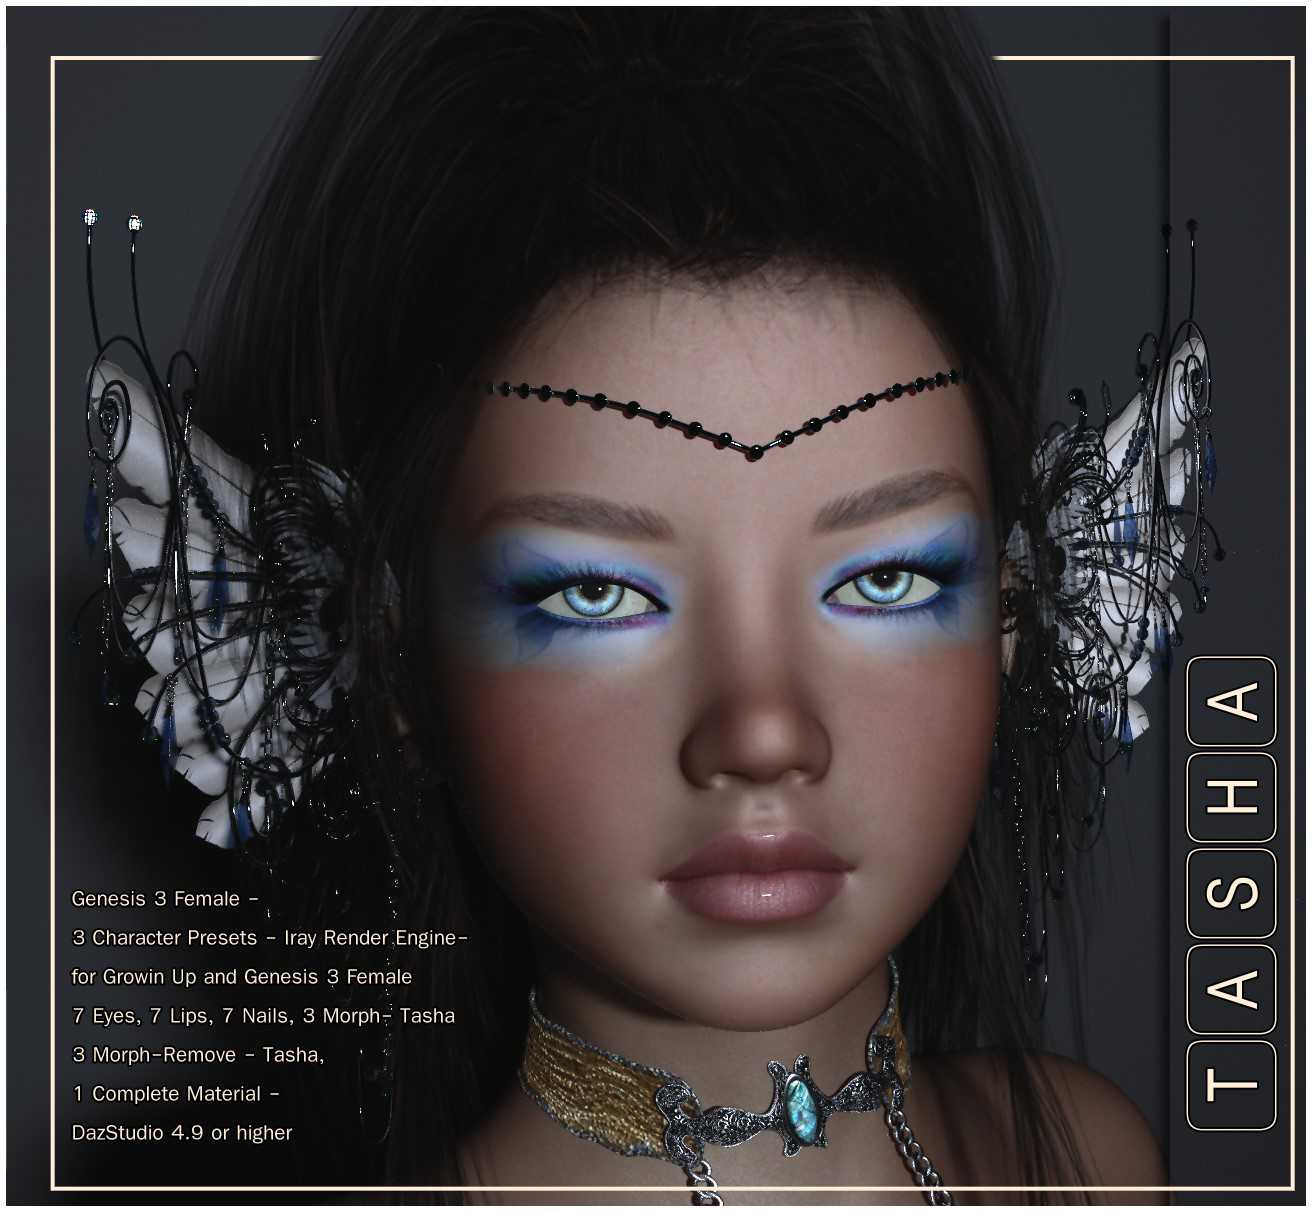 Genesis 3 Female -
3 Character Presets - Iray Render Engine-
for Growin Up and Genesis 3 Female
7 Eyes, 7 Lips, 7 Nails, 3 Morph- Tasha
3 Morph-Remove - Tasha,
1 Complete Material -
DazStudio 4.9 or higher
TASHA